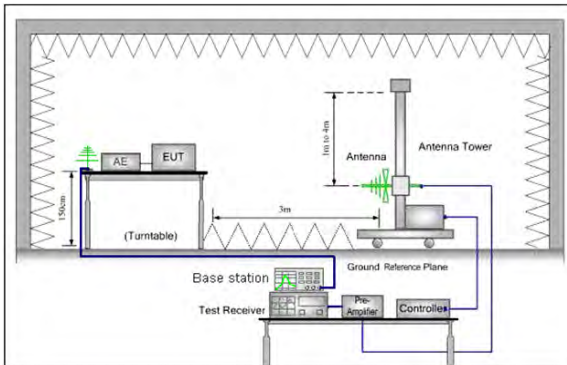 1m to 4m
Antenna Tower
Antenna
AE
EUT
150cm
3m
(Turntable)
Ground Reference Plane
Base station
Test Receiver
Pre-
Amplifier
Controller